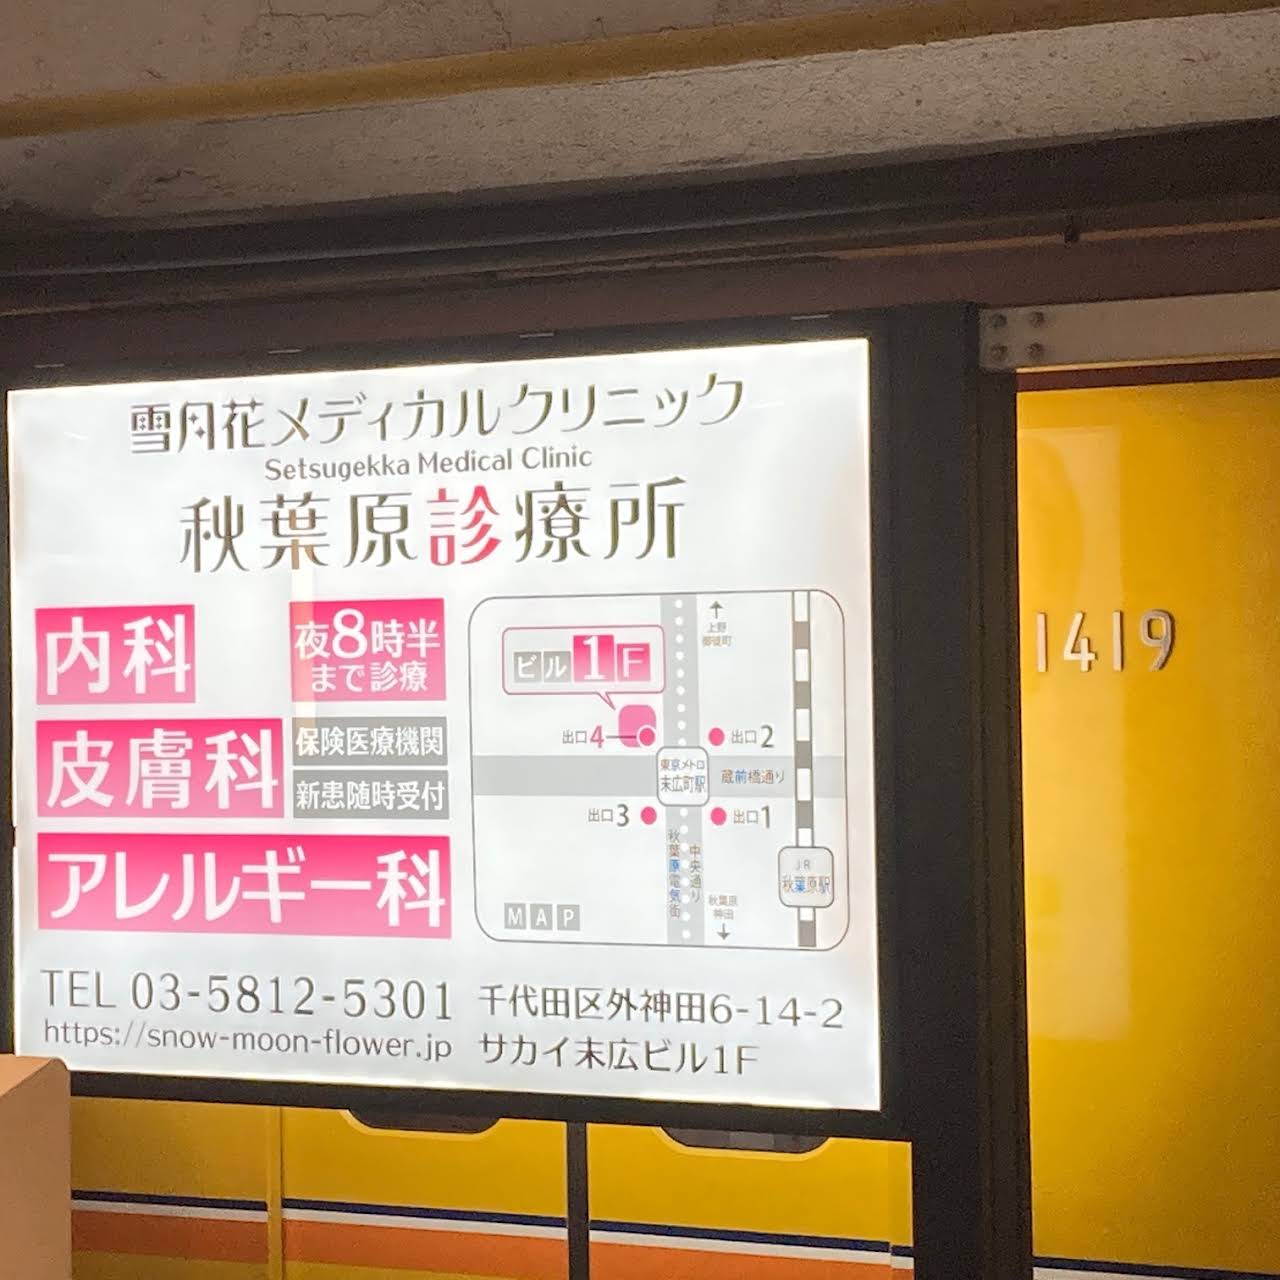 雪月花メディカルクリニック
Setsugekka Medical Clinic
秋葉原診療所
内科
夜8時半
まで診療
皮膚科
保険医療機関
新患随時受付
アレルギー科
ビル1F
↑
上野
御徒町
出口4
出口2
東京メトロ
末広町駅
蔵前橋通り
出口3
出口1
秋葉原電気街
中央通り
JR
秋葉原駅
秋葉原
神田
↓
MAP
TEL 03-5812-5301
https://snow-moon-flower.jp
千代田区外神田6-14-2
サカイ末広ビル1F
1419